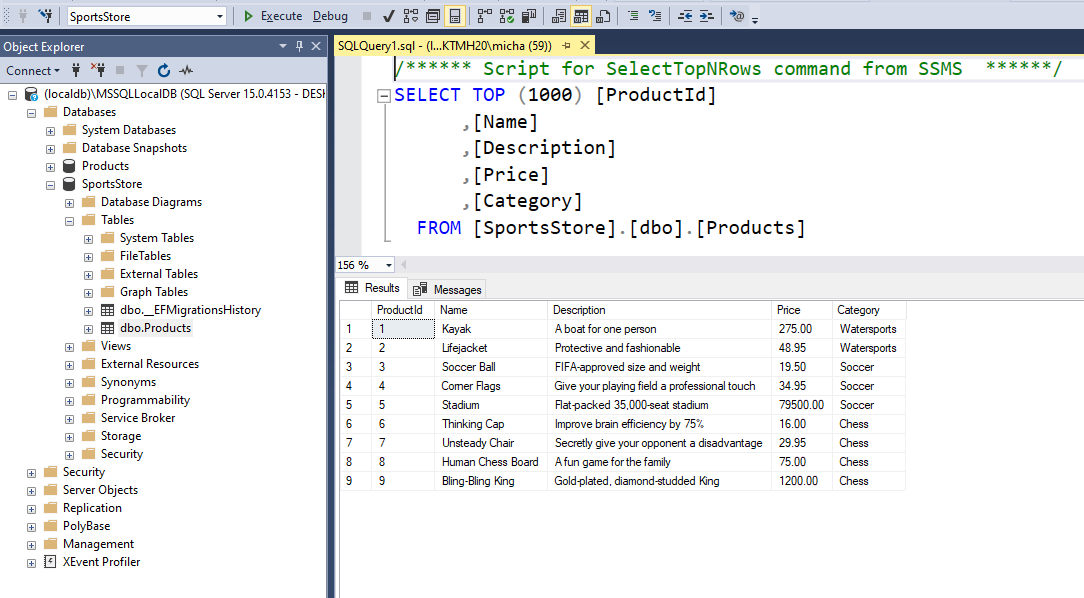 SportsStore Execute Debug
Object Explorer
Connect
(localdb)\MSSQLLocalDB (SQL Server 15.0.4153 - DESK
Databases
System Databases
Database Snapshots
Products
SportsStore
Database Diagrams
Tables
System Tables
FileTables
External Tables
Graph Tables
dbo.__EFMigrationsHistory
dbo.Products
Views
External Resources
Synonyms
Programmability
Service Broker
Storage
Security
Security
Server Objects
Replication
PolyBase
Management
XEvent Profiler
SQLQuery1.sql - (l...KTMH20\micha (59))
/****** Script for SelectTopNRows command from SSMS ******/
SELECT TOP (1000) [ProductId]
,[Name]
,[Description]
,[Price]
,[Category]
FROM [SportsStore].[dbo].[Products]
156 %
Results Messages
ProductId Name Description Price Category
1 1 Kayak A boat for one person 275.00 Watersports
2 2 Lifejacket Protective and fashionable 48.95 Watersports
3 3 Soccer Ball FIFA-approved size and weight 19.50 Soccer
4 4 Corner Flags Give your playing field a professional touch 34.95 Soccer
5 5 Stadium Flat-packed 35,000-seat stadium 79500.00 Soccer
6 6 Thinking Cap Improve brain efficiency by 75% 16.00 Chess
7 7 Unsteady Chair Secretly give your opponent a disadvantage 29.95 Chess
8 8 Human Chess Board A fun game for the family 75.00 Chess
9 9 Bling-Bling King Gold-plated, diamond-studded King 1200.00 Chess